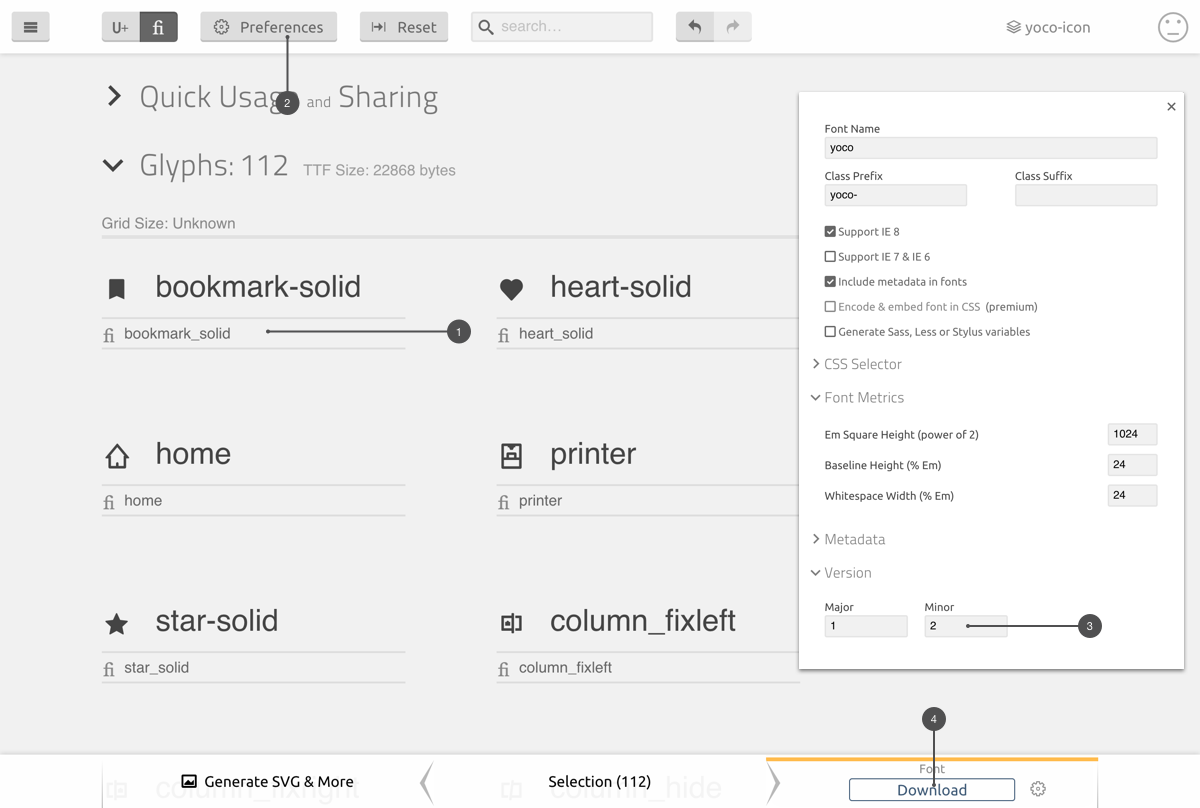 U+ fi Preferences Reset search... yoco-icon
Quick Usag 2 and Sharing
Glyphs: 112 TTF Size: 22868 bytes
Grid Size: Unknown
bookmark-solid heart-solid
fi bookmark_solid 1 fi heart_solid
home printer
fi home fi printer
star-solid column_fixleft
fi star_solid fi column_fixleft
Font Name
yoco
Class Prefix Class Suffix
yoco-
Support IE 8
Support IE 7 & IE 6
Include metadata in fonts
Encode & embed font in CSS (premium)
Generate Sass, Less or Stylus variables
CSS Selector
Font Metrics
Em Square Height (power of 2) 1024
Baseline Height (% Em) 24
Whitespace Width (% Em) 24
Metadata
Version
Major Minor
1 2 3
4
column_fixright column_hide
Generate SVG & More Selection (112) Font
Download